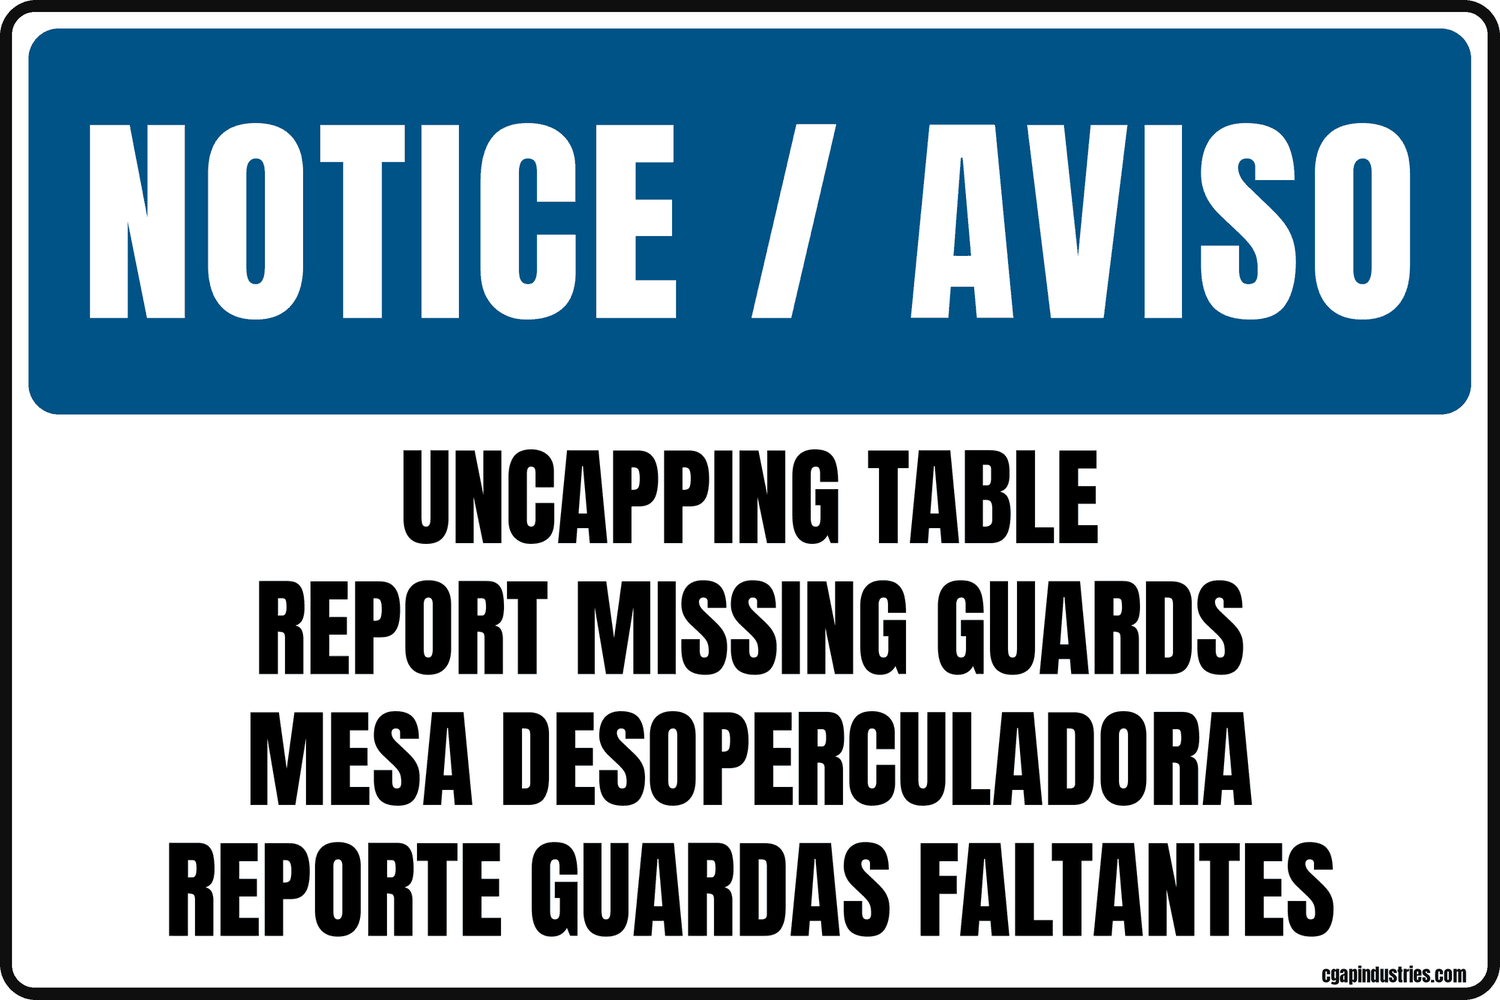 NOTICE / AVISO
UNCAPPING TABLE
REPORT MISSING GUARDS
MESA DESOPERCULADORA
REPORTE GUARDAS FALTANTES
cgapindustries.com